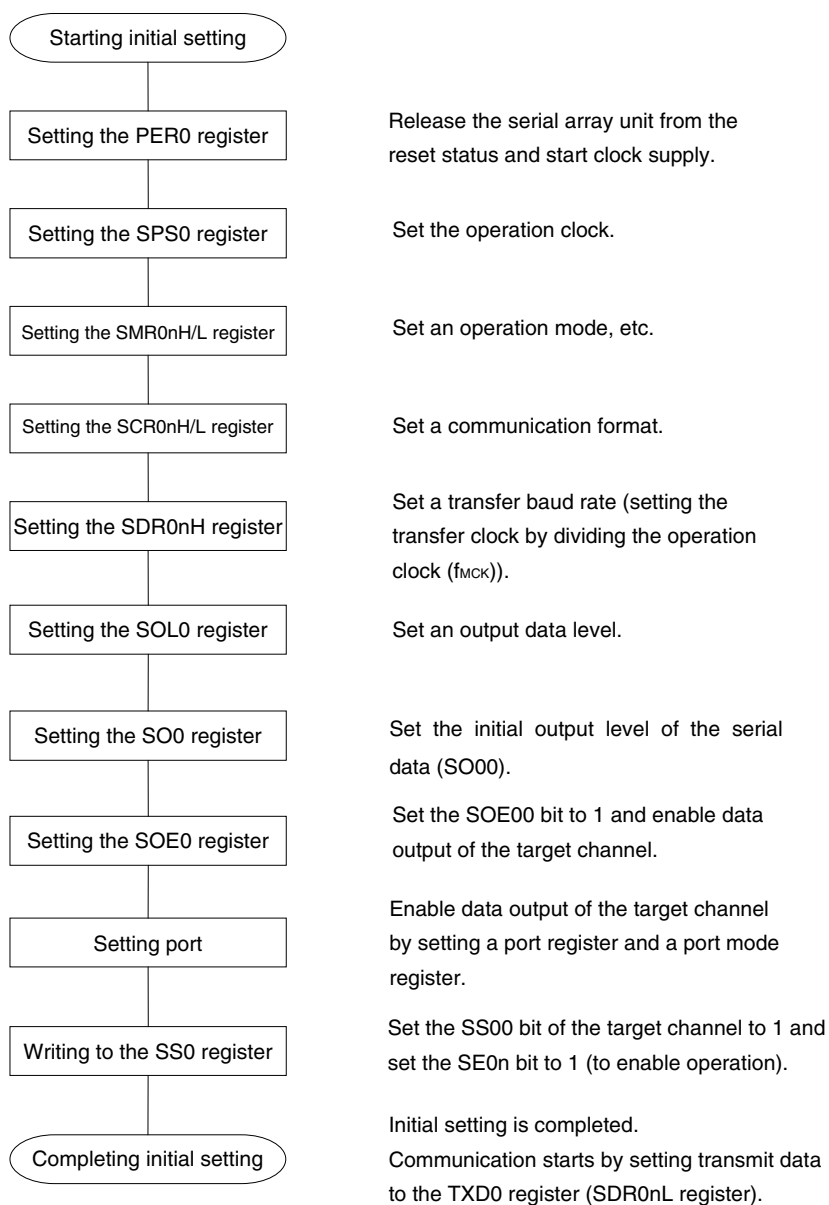 Starting initial setting
Setting the PER0 register
Release the serial array unit from the
reset status and start clock supply.
Setting the SPS0 register
Set the operation clock.
Setting the SMR0nH/L register
Set an operation mode, etc.
Setting the SCR0nH/L register
Set a communication format.
Setting the SDR0nH register
Set a transfer baud rate (setting the
transfer clock by dividing the operation
clock (fMCK)).
Setting the SOL0 register
Set an output data level.
Setting the SO0 register
Set the initial output level of the serial
data (SO00).
Setting the SOE0 register
Set the SOE00 bit to 1 and enable data
output of the target channel.
Setting port
Enable data output of the target channel
by setting a port register and a port mode
register.
Writing to the SS0 register
Set the SS00 bit of the target channel to 1 and
set the SE0n bit to 1 (to enable operation).
Completing initial setting
Initial setting is completed.
Communication starts by setting transmit data
to the TXD0 register (SDR0nL register).